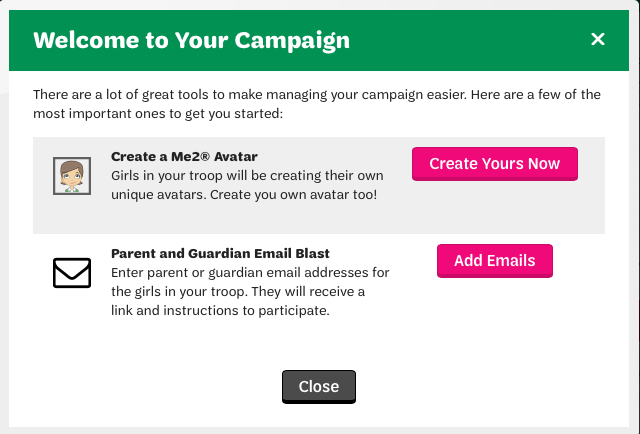 Welcome to Your Campaign
×
There are a lot of great tools to make managing your campaign easier. Here are a few of the
most important ones to get you started:
Create a Me2® Avatar
Girls in your troop will be creating their own
unique avatars. Create you own avatar too!
Create Yours Now
Parent and Guardian Email Blast
Enter parent or guardian email addresses for
the girls in your troop. They will receive a
link and instructions to participate.
Add Emails
Close